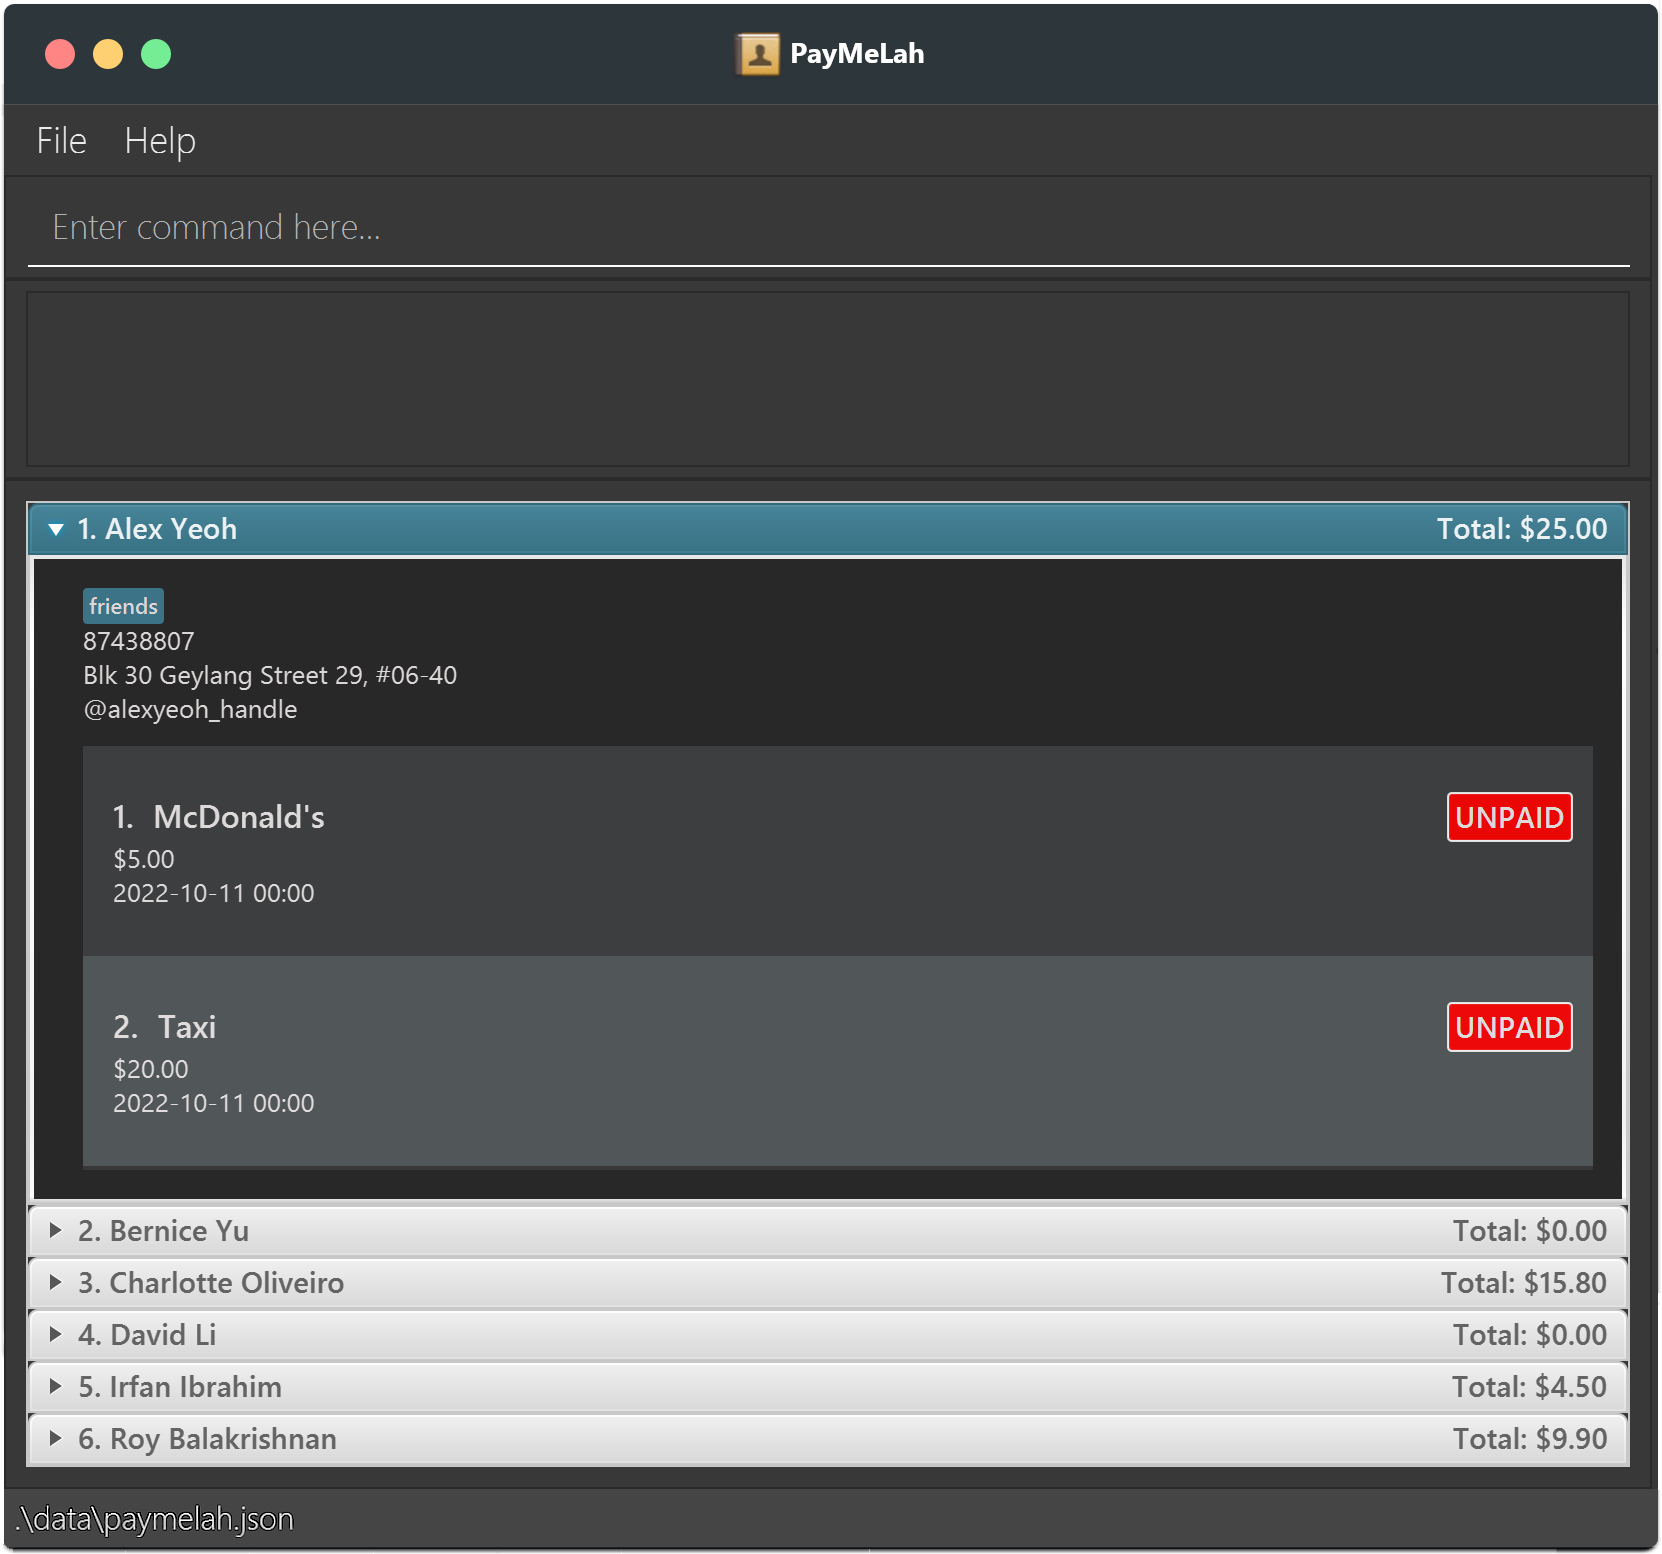 PayMeLah
File Help
Enter command here...
1. Alex Yeoh Total: $25.00
friends
87438807
Blk 30 Geylang Street 29, #06-40
@alexyeoh_handle
1. McDonald's UNPAID
$5.00
2022-10-11 00:00
2. Taxi UNPAID
$20.00
2022-10-11 00:00
2. Bernice Yu Total: $0.00
3. Charlotte Oliveiro Total: $15.80
4. David Li Total: $0.00
5. Irfan Ibrahim Total: $4.50
6. Roy Balakrishnan Total: $9.90
.\data\paymelah.json